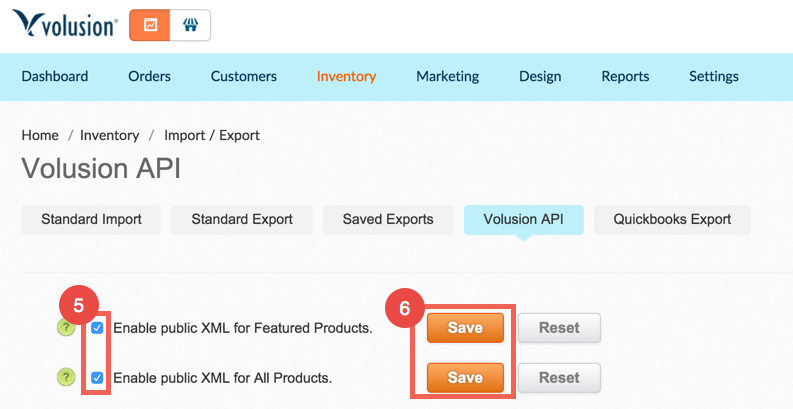 volusion
Dashboard Orders Customers Inventory Marketing Design Reports Settings
Home / Inventory / Import / Export
Volusion API
Standard Import Standard Export Saved Exports Volusion API Quickbooks Export
5 6
? Enable public XML for Featured Products. Save Reset
? Enable public XML for All Products. Save Reset